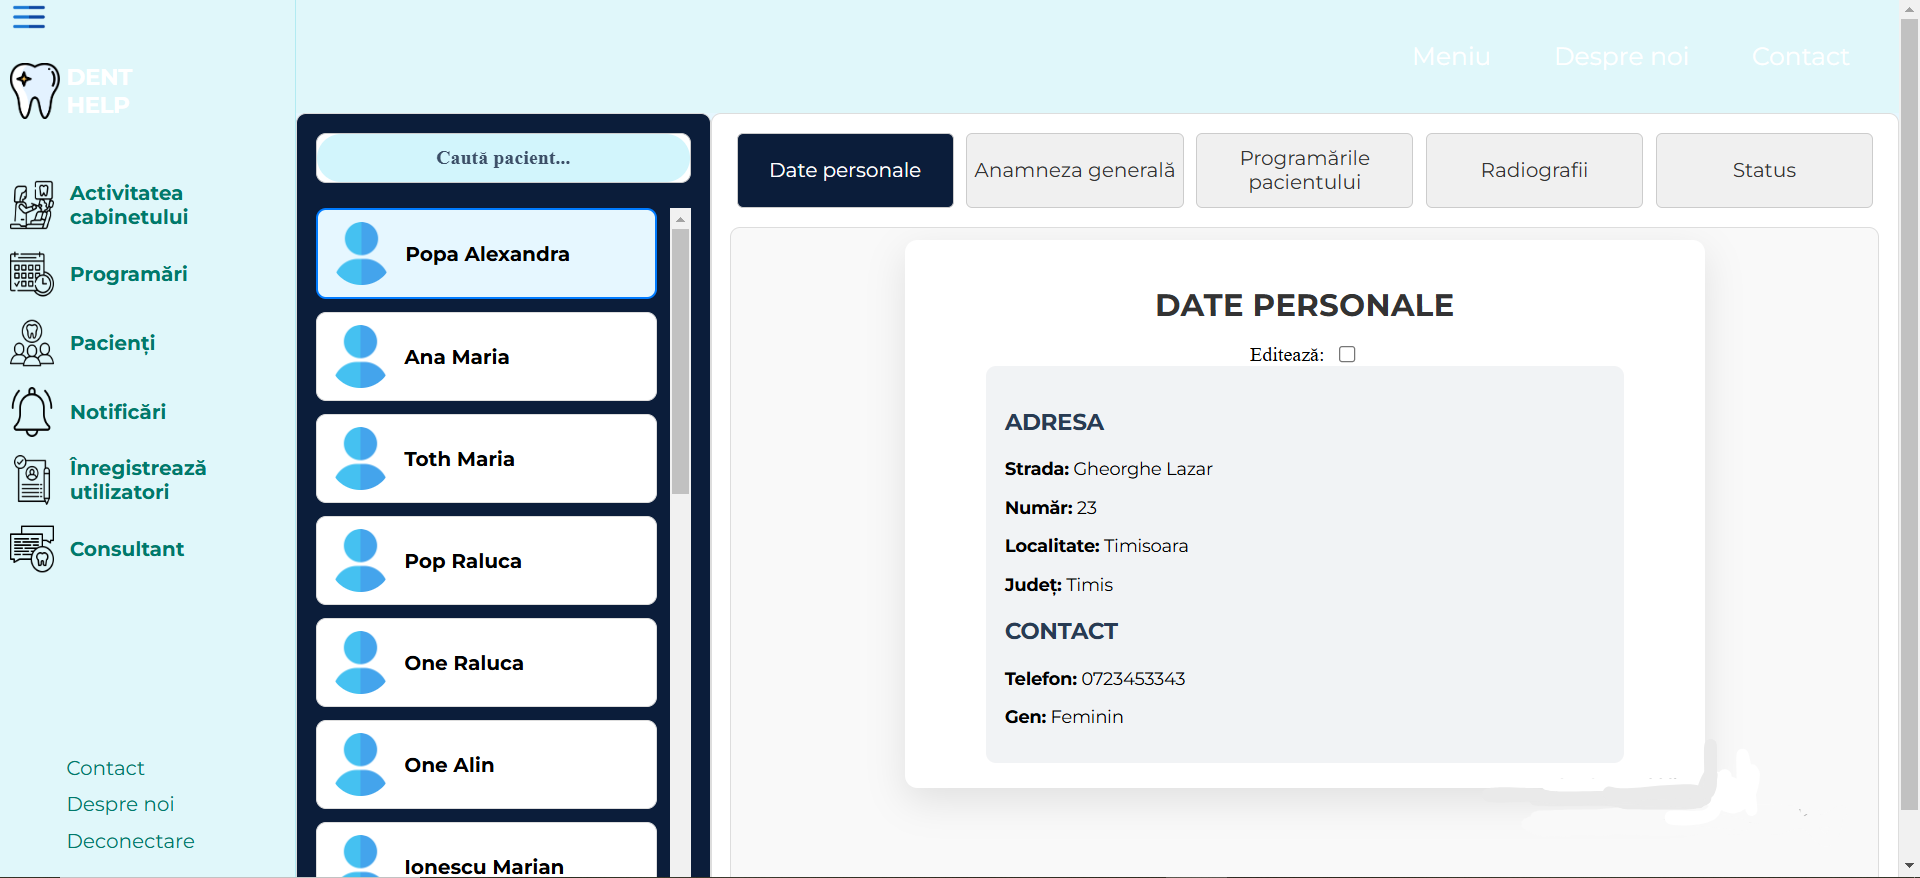 DENT
HELP
Meniu
Despre noi
Contact
Activitatea
cabinetului
Programări
Pacienți
Notificări
Înregistrează
utilizatori
Consultant
Contact
Despre noi
Deconectare
Caută pacient...
Popa Alexandra
Ana Maria
Toth Maria
Pop Raluca
One Raluca
One Alin
Ionescu Marian
Date personale
Anamneza generală
Programările
pacientului
Radiografii
Status
DATE PERSONALE
Editează:
ADRESA
Strada: Gheorghe Lazar
Număr: 23
Localitate: Timisoara
Județ: Timis
CONTACT
Telefon: 0723453343
Gen: Feminin